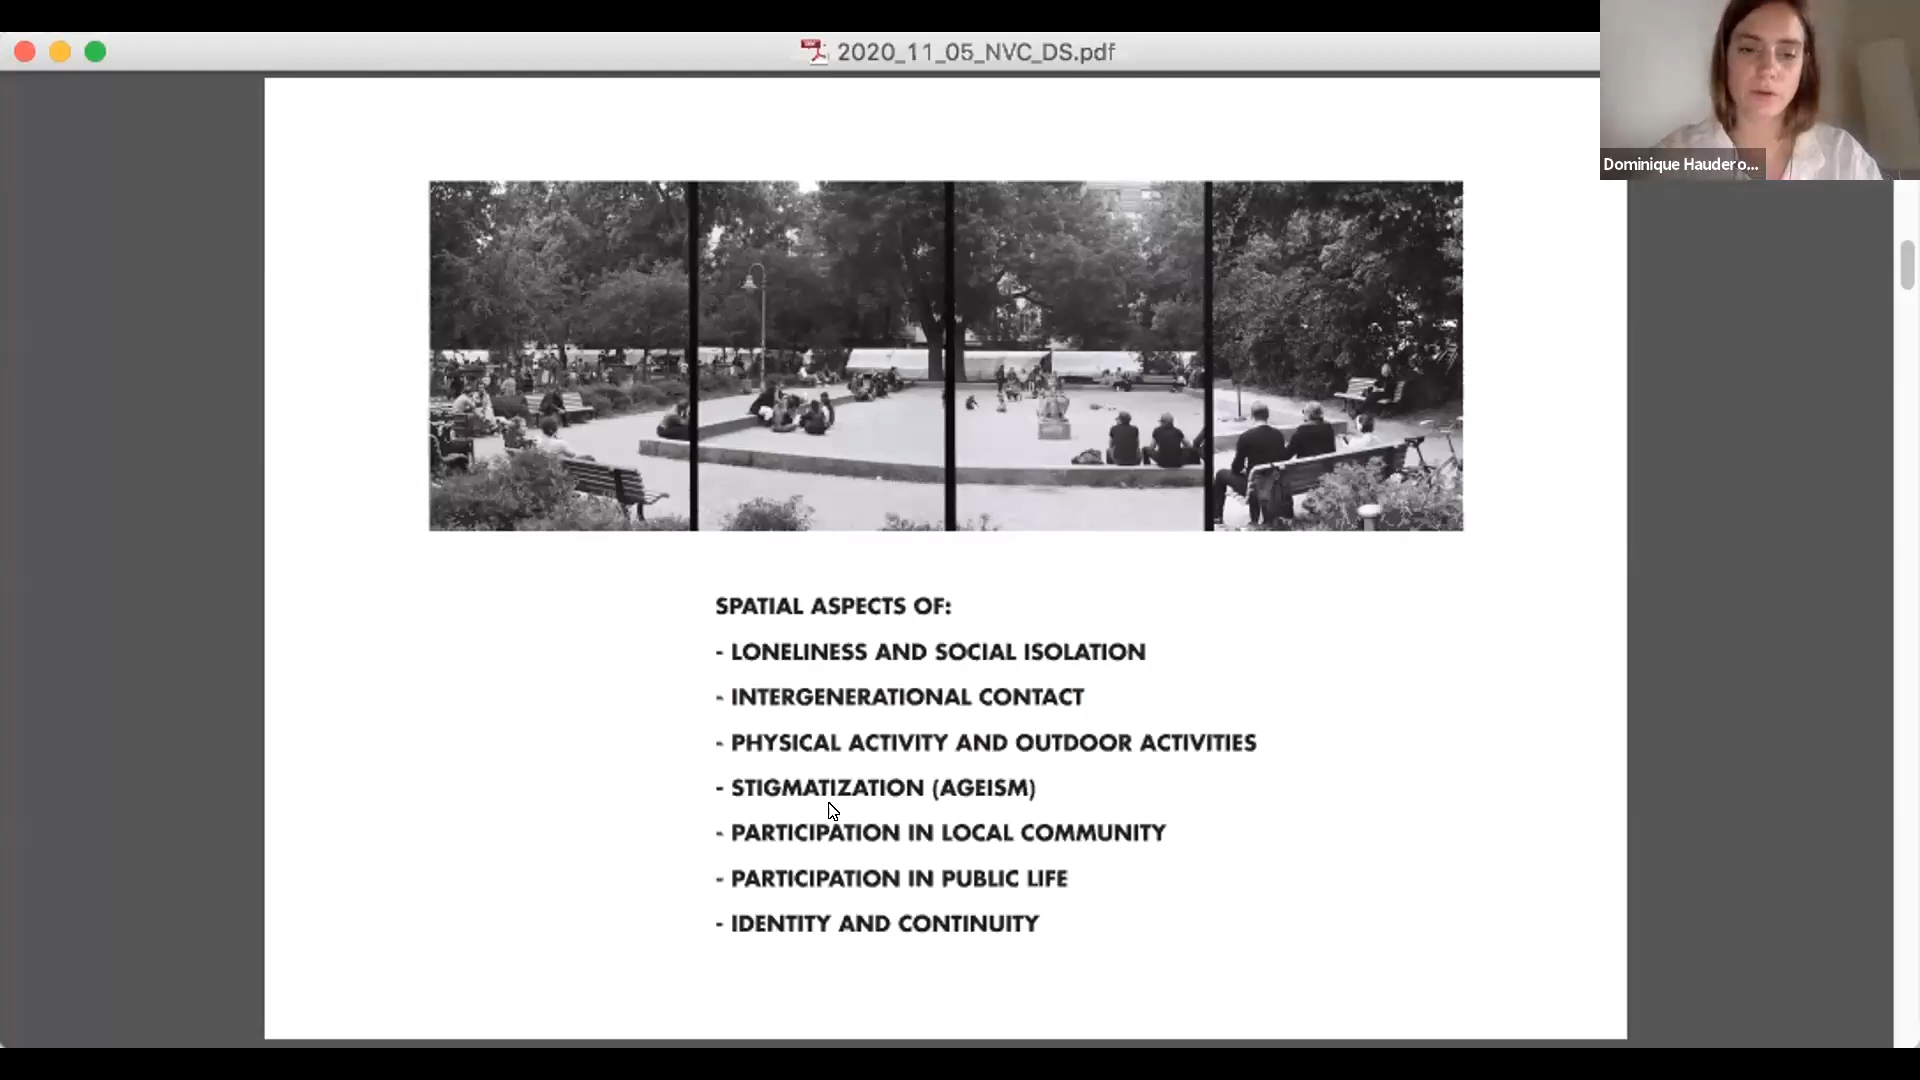 2020_11_05_NVC_DS.pdf
Dominique Haudero...
SPATIAL ASPECTS OF:
- LONELINESS AND SOCIAL ISOLATION
- INTERGENERATIONAL CONTACT
- PHYSICAL ACTIVITY AND OUTDOOR ACTIVITIES
- STIGMATIZATION (AGEISM)
- PARTICIPATION IN LOCAL COMMUNITY
- PARTICIPATION IN PUBLIC LIFE
- IDENTITY AND CONTINUITY